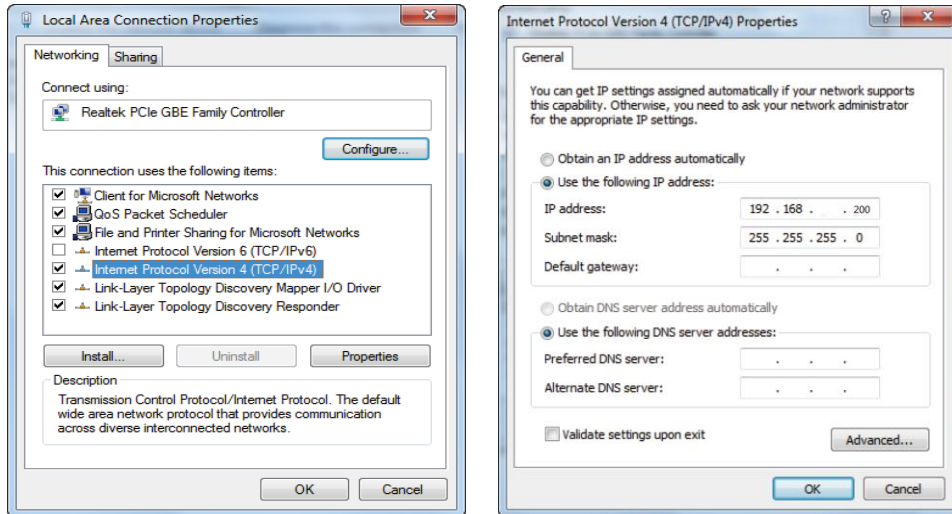 Local Area Connection Properties
Networking
Sharing
Connect using:
Realtek PCIe GBE Family Controller
Configure...
This connection uses the following items:
Client for Microsoft Networks
QoS Packet Scheduler
File and Printer Sharing for Microsoft Networks
Internet Protocol Version 6 (TCP/IPv6)
Internet Protocol Version 4 (TCP/IPv4)
Link-Layer Topology Discovery Mapper I/O Driver
Link-Layer Topology Discovery Responder
Install...
Uninstall
Properties
Description
Transmission Control Protocol/Internet Protocol. The default
wide area network protocol that provides communication
across diverse interconnected networks.
OK
Cancel
Internet Protocol Version 4 (TCP/IPv4) Properties
General
You can get IP settings assigned automatically if your network supports
this capability. Otherwise, you need to ask your network administrator
for the appropriate IP settings.
Obtain an IP address automatically
Use the following IP address:
IP address: 192 . 168 . . 200
Subnet mask: 255 . 255 . 255 . 0
Default gateway: . . .
Obtain DNS server address automatically
Use the following DNS server addresses:
Preferred DNS server: . . .
Alternate DNS server: . . .
Validate settings upon exit
Advanced...
OK
Cancel